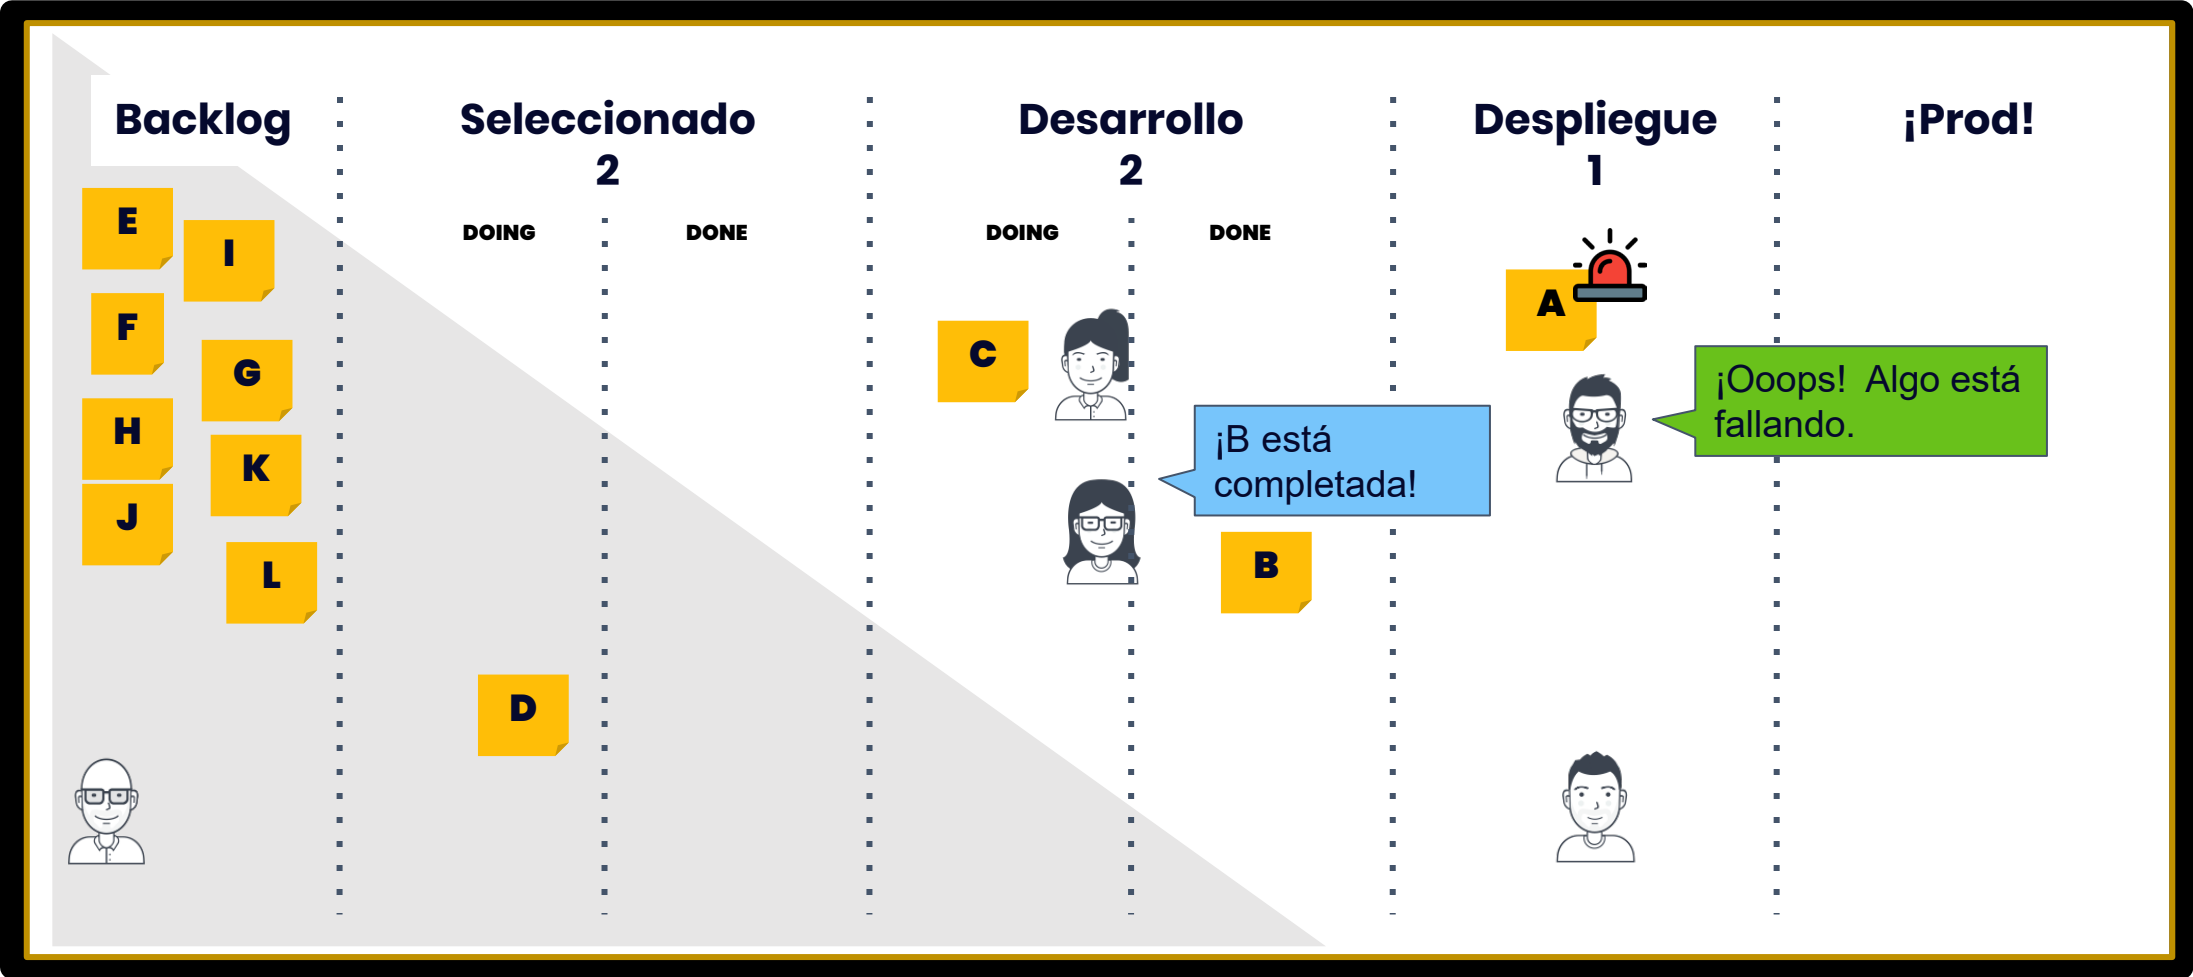 Backlog
Seleccionado
2
Desarrollo
2
Despliegue
1
¡Prod!
DOING
DONE
DOING
DONE
E
I
F
G
H
K
J
L
D
C
¡B está
completada!
B
A
¡Ooops!  Algo está
fallando.